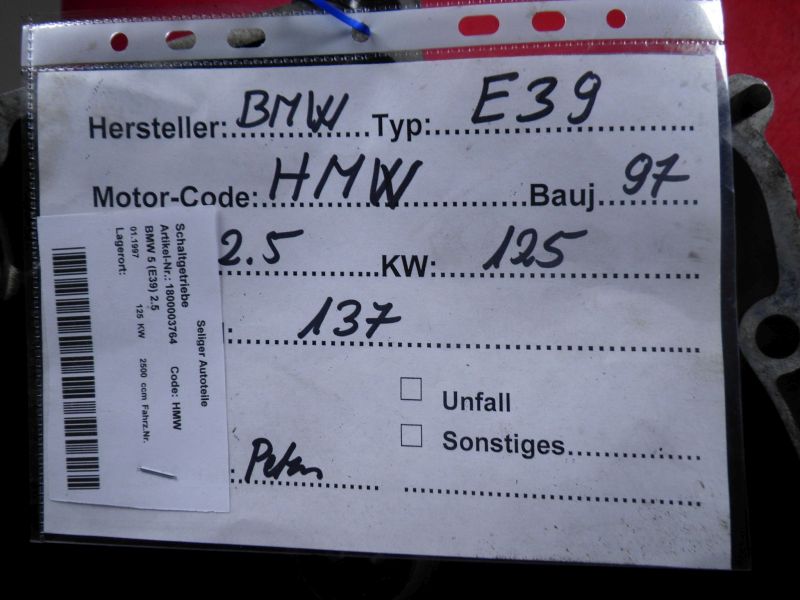 Hersteller: BMW Typ: E39
Motor-Code: HMW Bauj 97
2.5 KW: 125
137
Unfall
Sonstiges
Seliger Autoteile
Schaltgetriebe
Artikel-Nr.: 1800003764 Code: HMW
BMW 5 (E39) 2,5
01.1997 125 KW 2500 ccm Fahrz.Nr.
Lagerort: